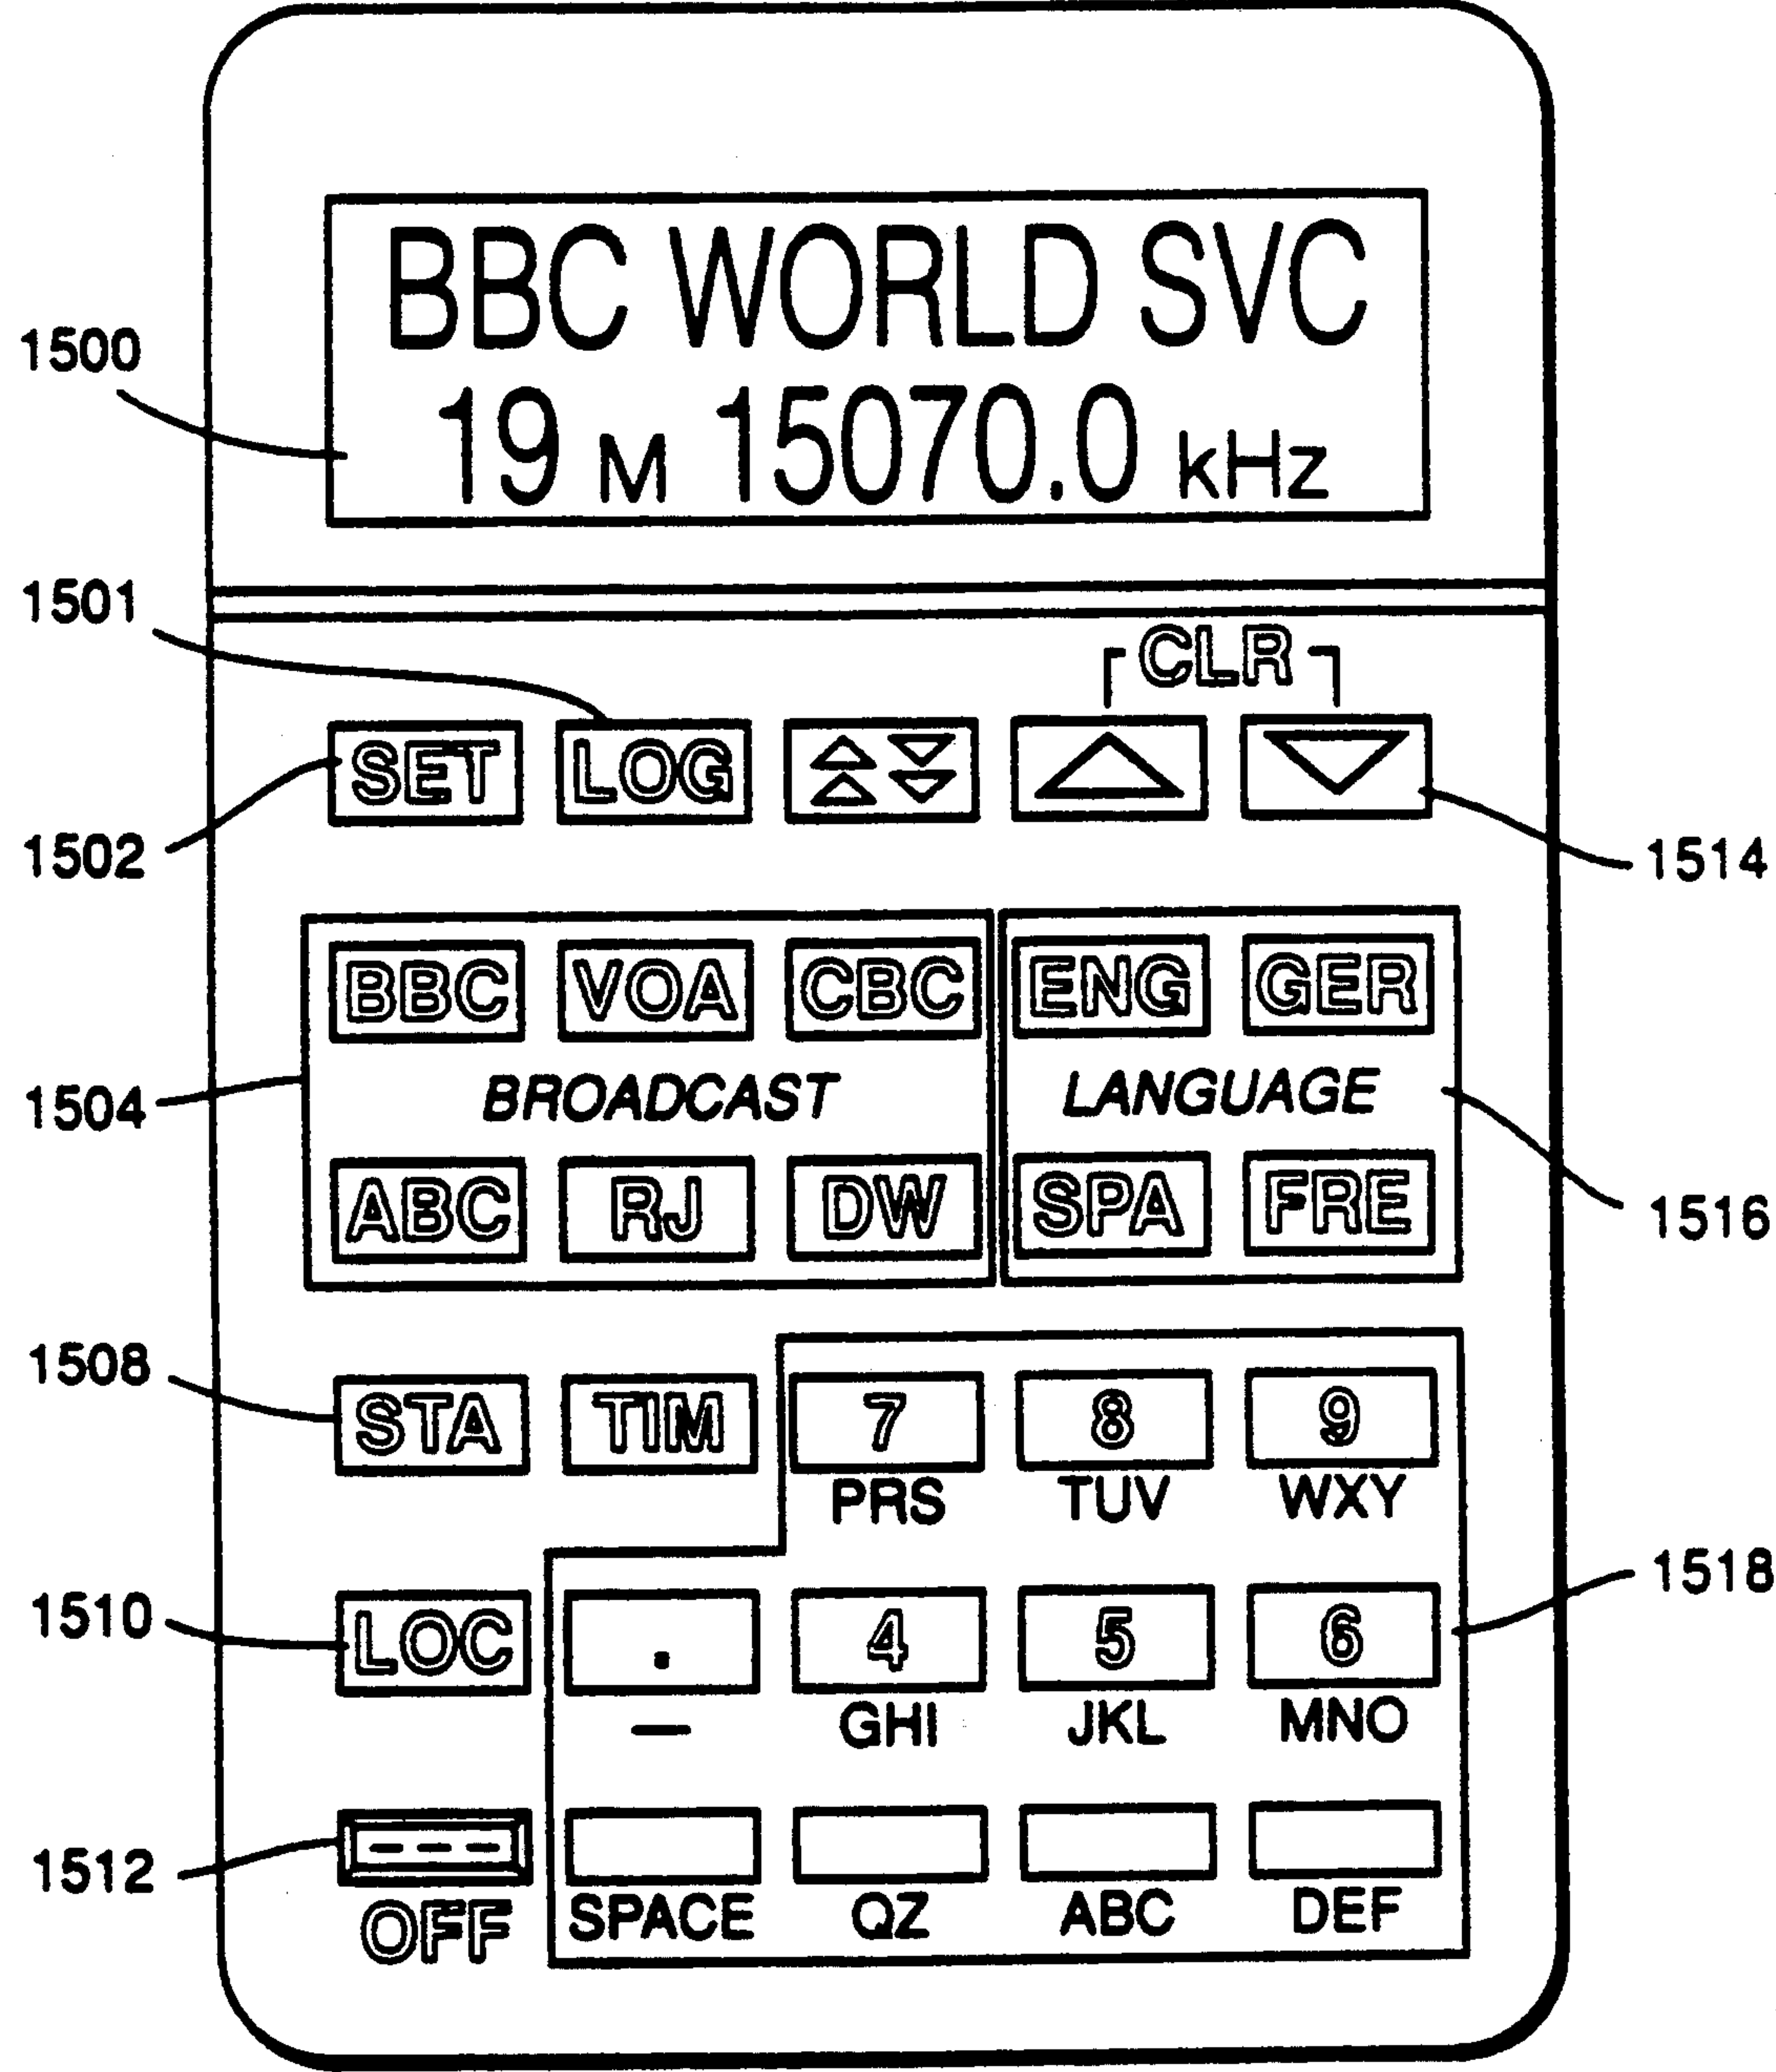 BBC WORLD SVC
1500
19 M 15070.0 kHz
1501
CLR
SET LOG
1502
1514
BBC VOA CBC ENG GER
1504
BROADCAST LANGUAGE
ABC RJ DW SPA FRE
1516
1508
STA TIM 7 8 9
PRS TUV WXY
1518
1510
LOC . 4 5 6
— GHI JKL MNO
1512
---
OFF SPACE QZ ABC DEF